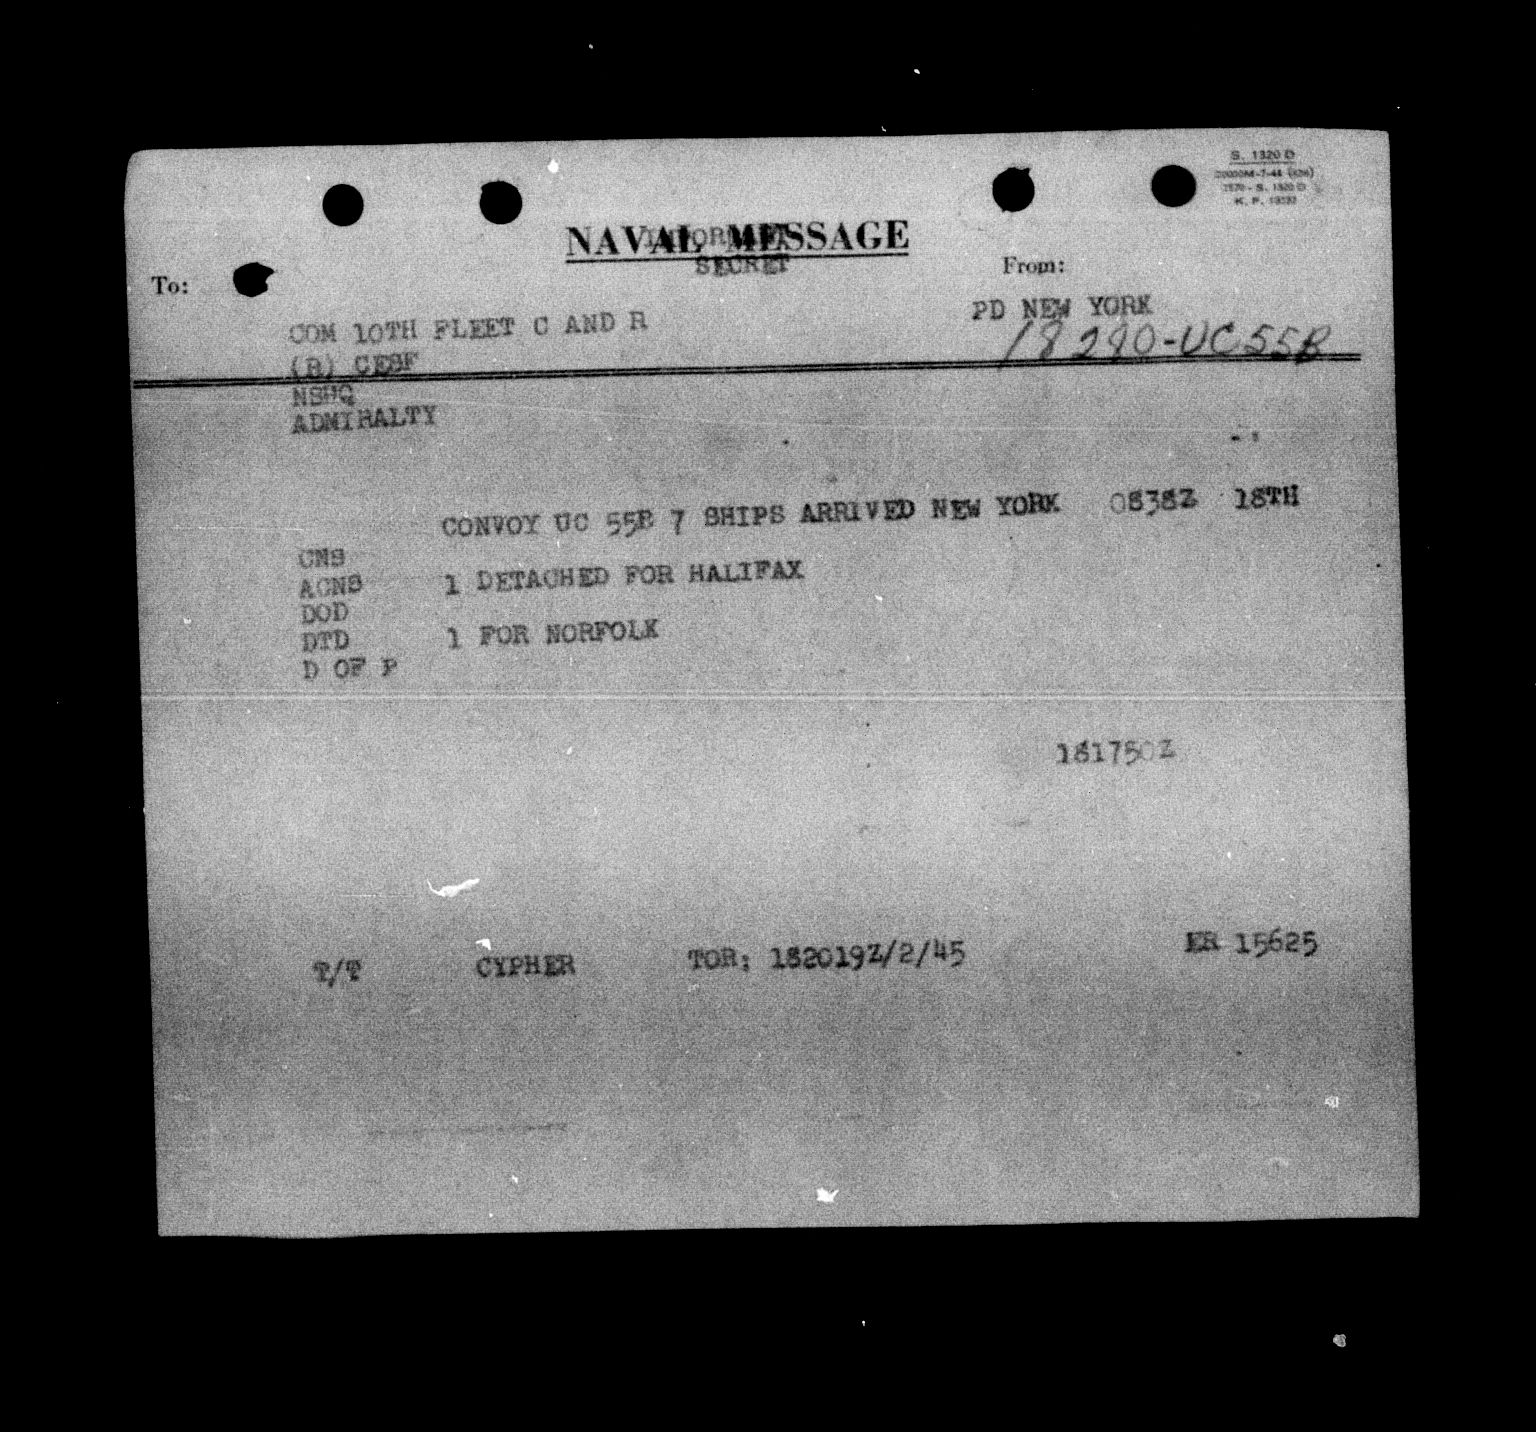 S. 1320 D
K. P.
NAVAL MESSAGE
SECRET
To:
From:
COM 10TH FLEET C AND R
PD NEW YORK
(R) CESF
18280-UC55B
NSHQ
ADMIRALTY
CONVOY UC 55B 7 SHIPS ARRIVED NEW YORK 0838Z 18TH
CNS
ACNS 1 DETACHED FOR HALIFAX
DOD
DTD 1 FOR NORFOLK
D OF P
181750Z
T/T CYPHER TOR; 182019Z/2/45 ER 15625